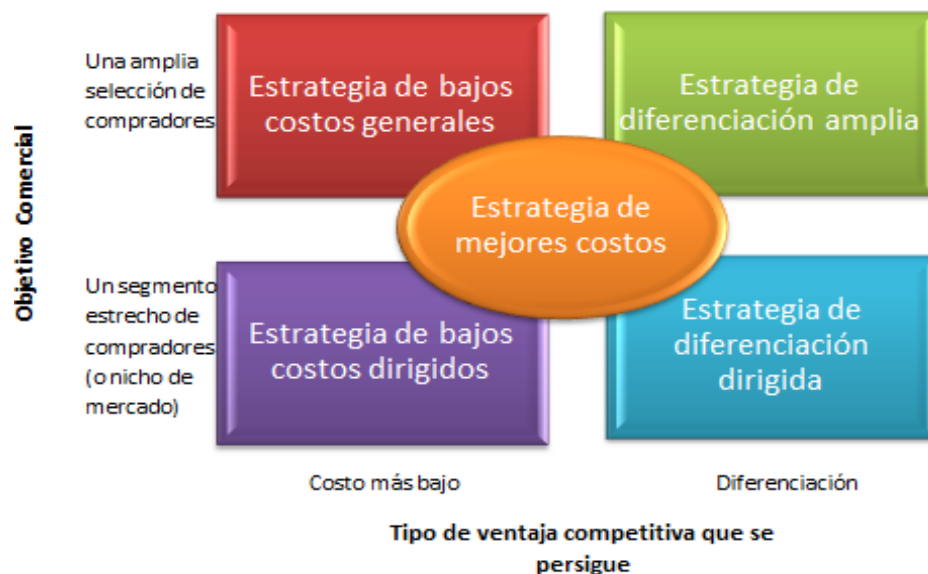 Objetivo Comercial
Una amplia
selección de
compradores
Estrategia de bajos
costos generales
Estrategia de
diferenciación amplia
Estrategia de
mejores costos
Un segmento
estrecho de
compradores
(o nicho de
mercado)
Estrategia de bajos
costos dirigidos
Estrategia de
diferenciación
dirigida
Costo más bajo
Diferenciación
Tipo de ventaja competitiva que se
persigue